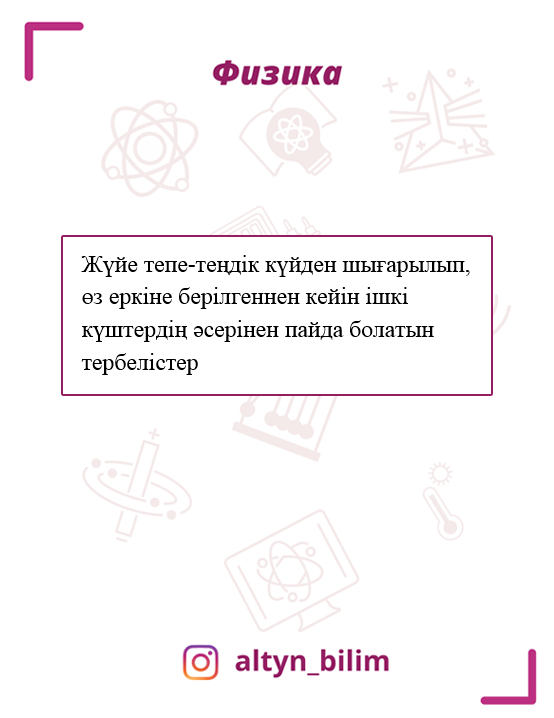 Физика
Жүйе тепе-теңдік күйден шығарылып,
өз еркіне берілгеннен кейін ішкі
күштердің әсерінен пайда болатын
тербелістер
altyn_bilim